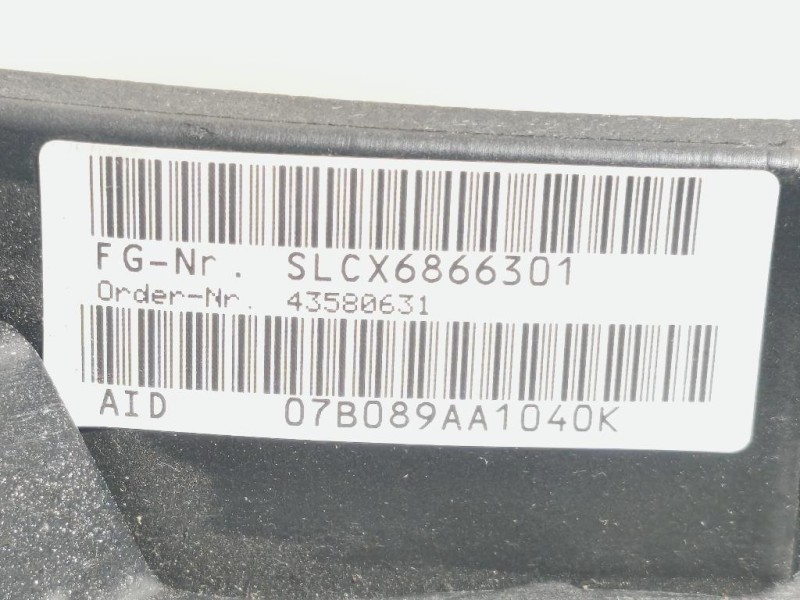 FG-Nr. SLCX6866301
Order-Nr. 43580631
AID 07B089AA1040K